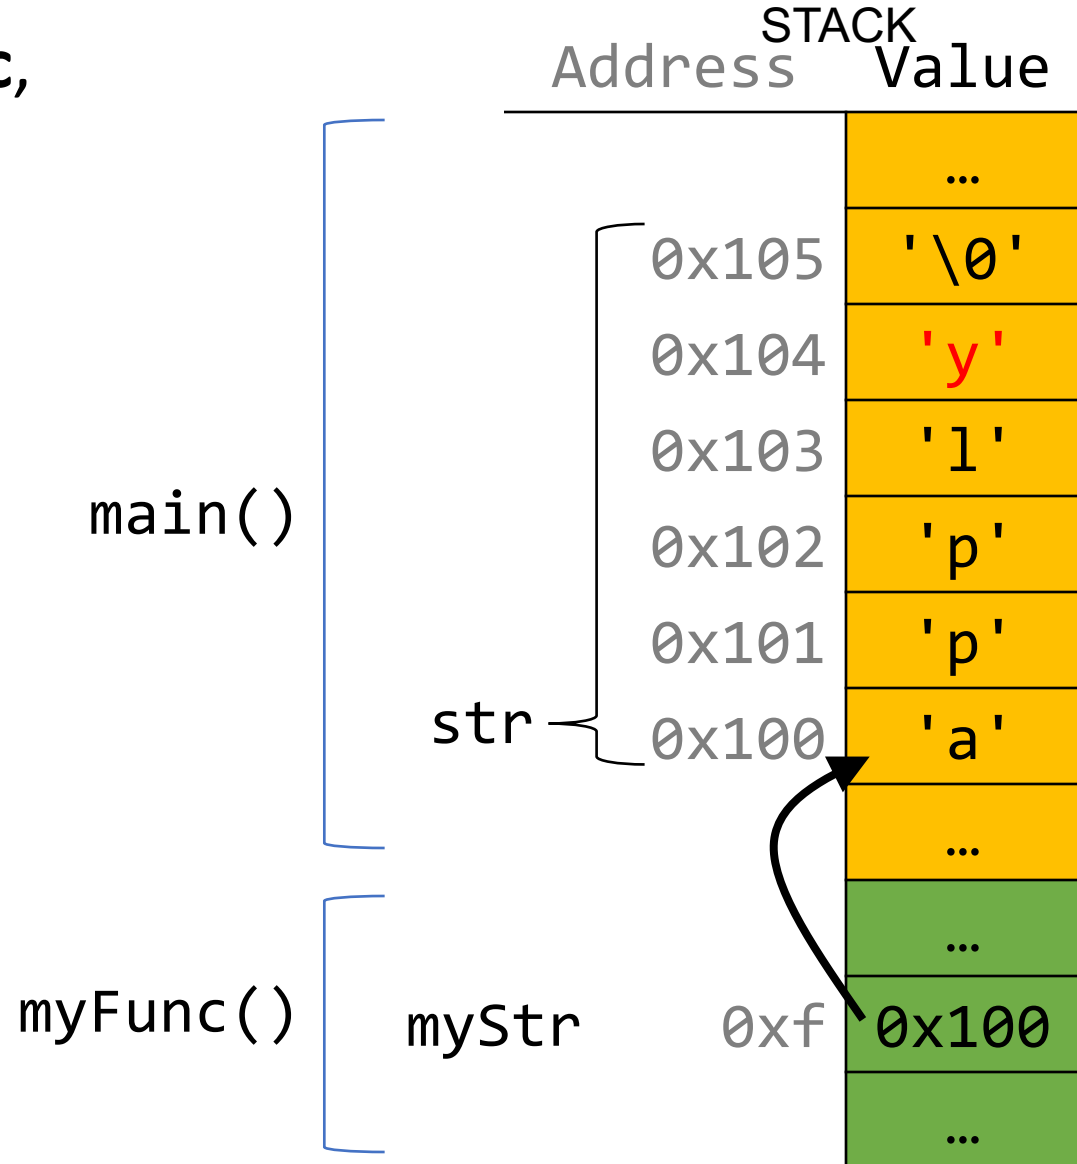 STACK
c,
Address Value
…
0x105 '\0'
0x104 'y'
0x103 'l'
main()
0x102 'p'
0x101 'p'
str 0x100 'a'
…
…
myFunc() myStr 0xf 0x100
…